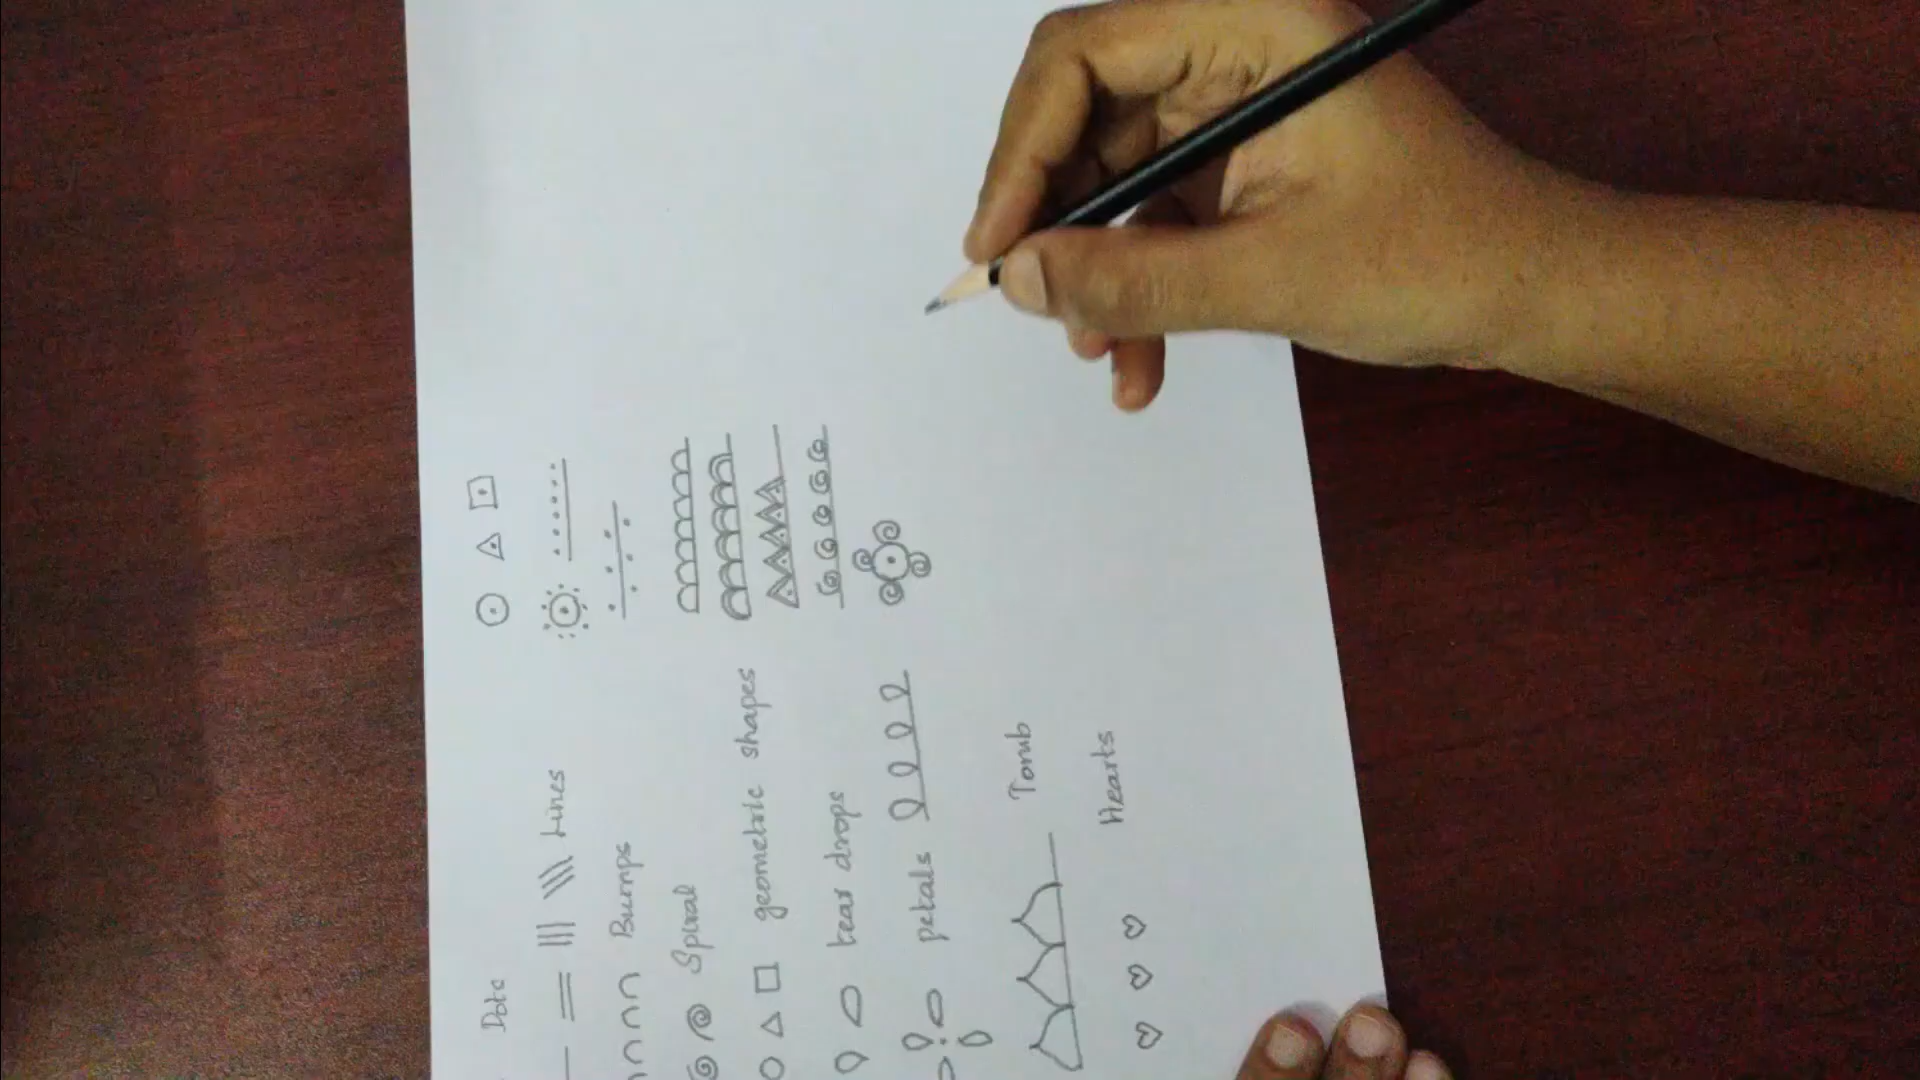 Dots
Lines
Bumps
Spiral
geometric shapes
tear drops
petals
Tomb
Hearts